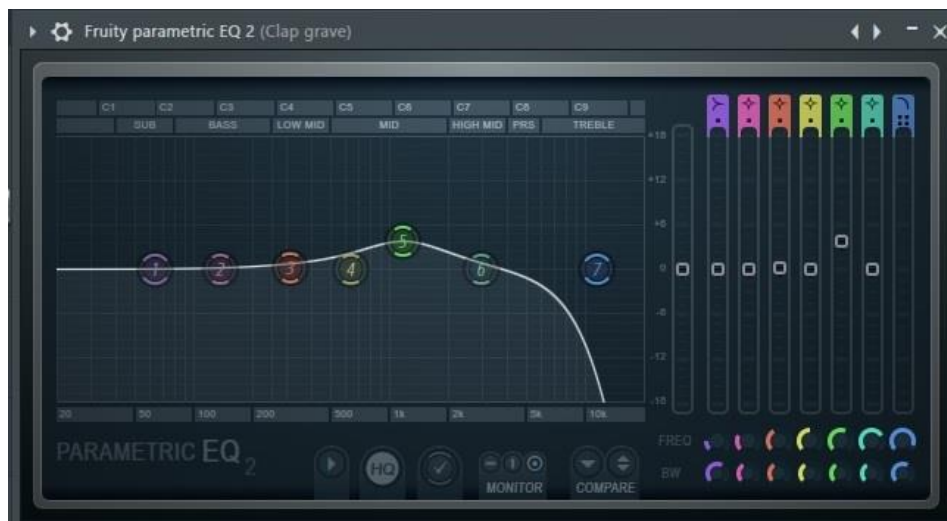 Fruity parametric EQ 2 (Clap grave)
C1 C2 C3 C4 C5 C6 C7 C8 C9
SUB BASS LOW MID MID HIGH MID PRS TREBLE
+18
+12
+6
1 2 3 4 5 6 7 0
-6
-12
-18
20 50 100 200 500 1k 2k 5k 10k
FREQ
PARAMETRIC EQ 2
HQ
BW
MONITOR COMPARE